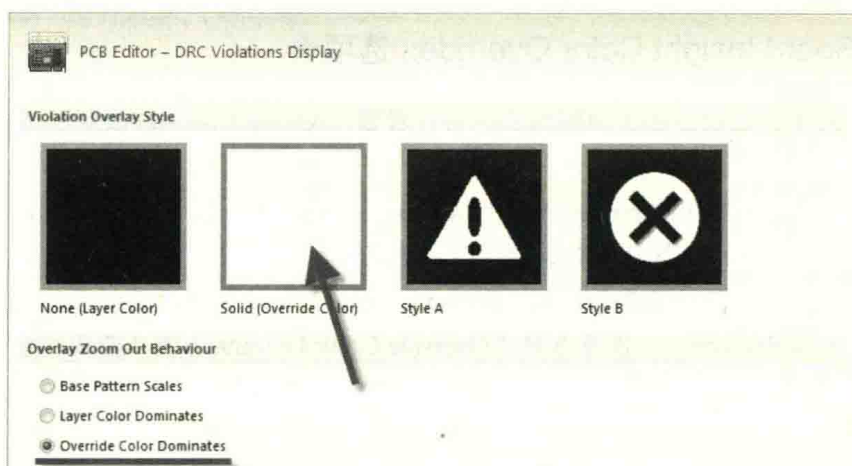 PCB Editor – DRC Violations Display
Violation Overlay Style
None (Layer Color) Solid (Override Color) Style A Style B
Overlay Zoom Out Behaviour
Base Pattern Scales
Layer Color Dominates
Override Color Dominates